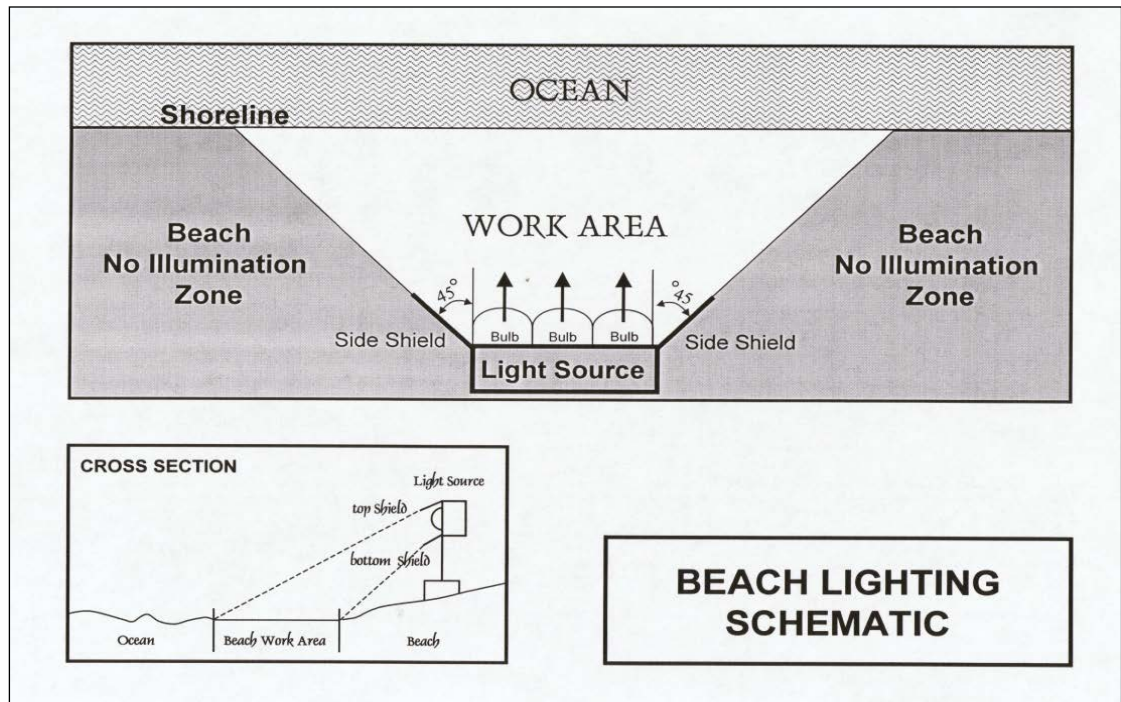 OCEAN
Shoreline
WORK AREA
Beach
No Illumination
Zone
Beach
No Illumination
Zone
45°
°45
Side Shield
Bulb
Bulb
Bulb
Side Shield
Light Source
CROSS SECTION
Light Source
top Shield
bottom Shield
Ocean
Beach Work Area
Beach
BEACH LIGHTING
SCHEMATIC